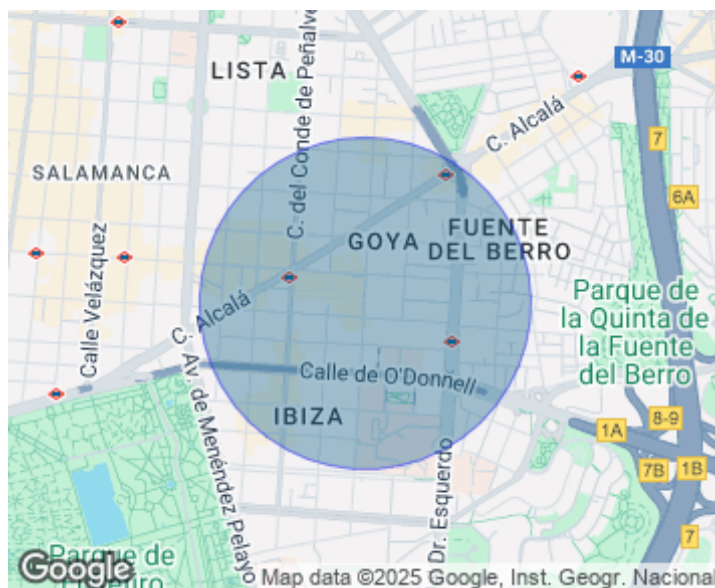 LISTA
C. del Conde de Peñalver
C. Alcalá
M-30
7
6A
SALAMANCA
Calle Velázquez
GOYA
FUENTE
DEL BERRO
C. Alcalá
Parque de
la Quinta de
la Fuente
del Berro
C. Av. de Menéndez Pelayo
Calle de O'Donnell
IBIZA
Dr. Esquerdo
8-9
1A
7B
1B
7
Parque de
Google
Map data ©2025 Google, Inst. Geogr. Nacional